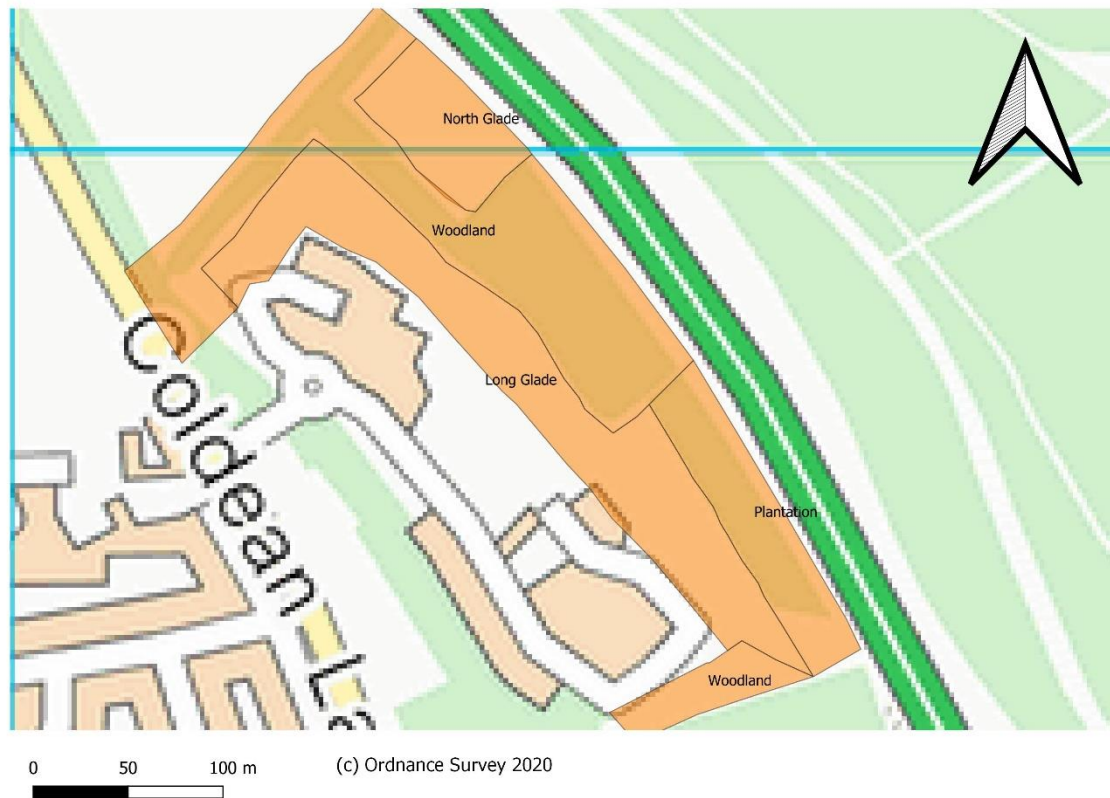 North Glade
Woodland
Long Glade
Coldean La
Plantation
Woodland
0 50 100 m
(c) Ordnance Survey 2020